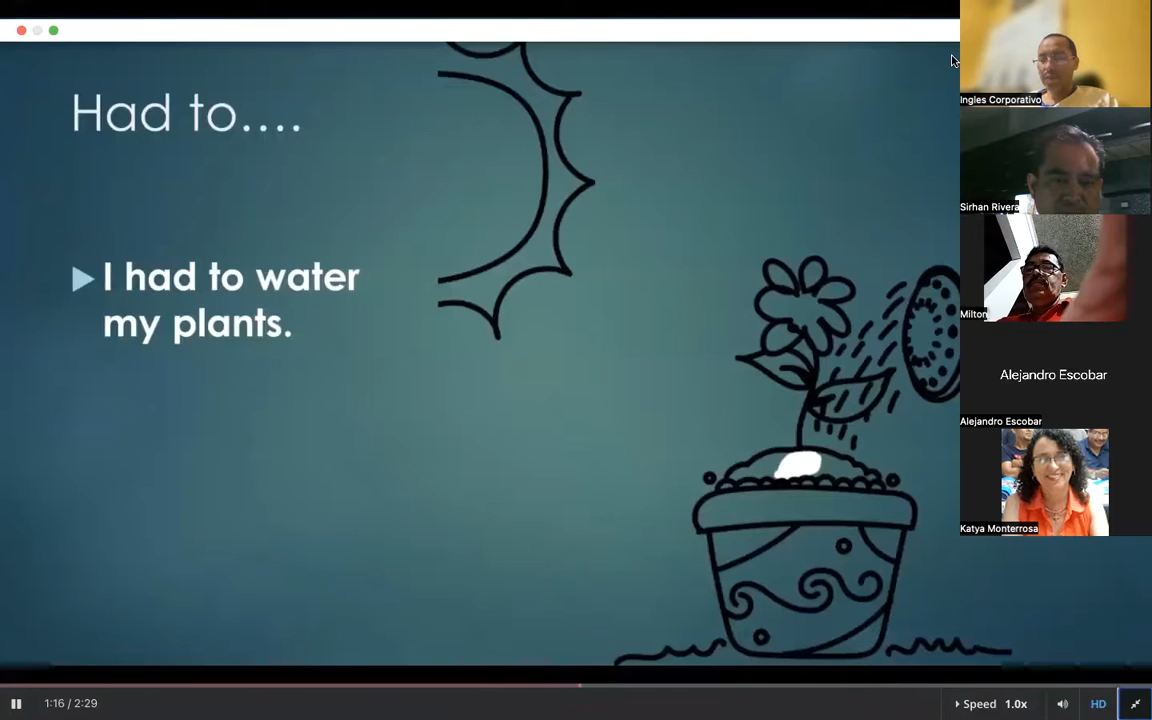 Had to....
I had to water
my plants.
Ingles Corporativo
Sirhan Rivera
Milton
Alejandro Escobar
Alejandro Escobar
Katya Monterrosa
1:16 / 2:29
Speed 1.0x
HD